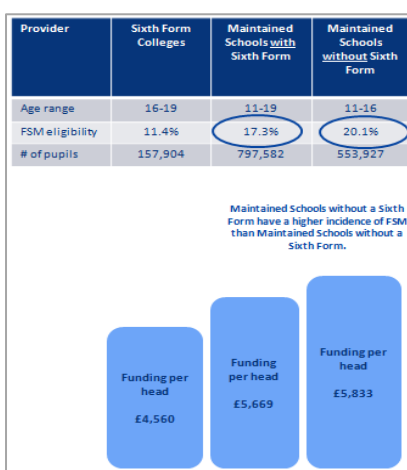 Provider
Sixth Form
Colleges
Maintained
Schools with
Sixth Form
Maintained
Schools
without Sixth
Form
Age range 16-19 11-19 11-16
FSM eligibility 11.4% 17.3% 20.1%
# of pupils 157,904 797,582 553,927
Maintained Schools without a Sixth
Form have a higher incidence of FSM
than Maintained Schools without a
Sixth Form.
Funding per
head
£4,560
Funding
per head
£5,669
Funding per
head
£5,833